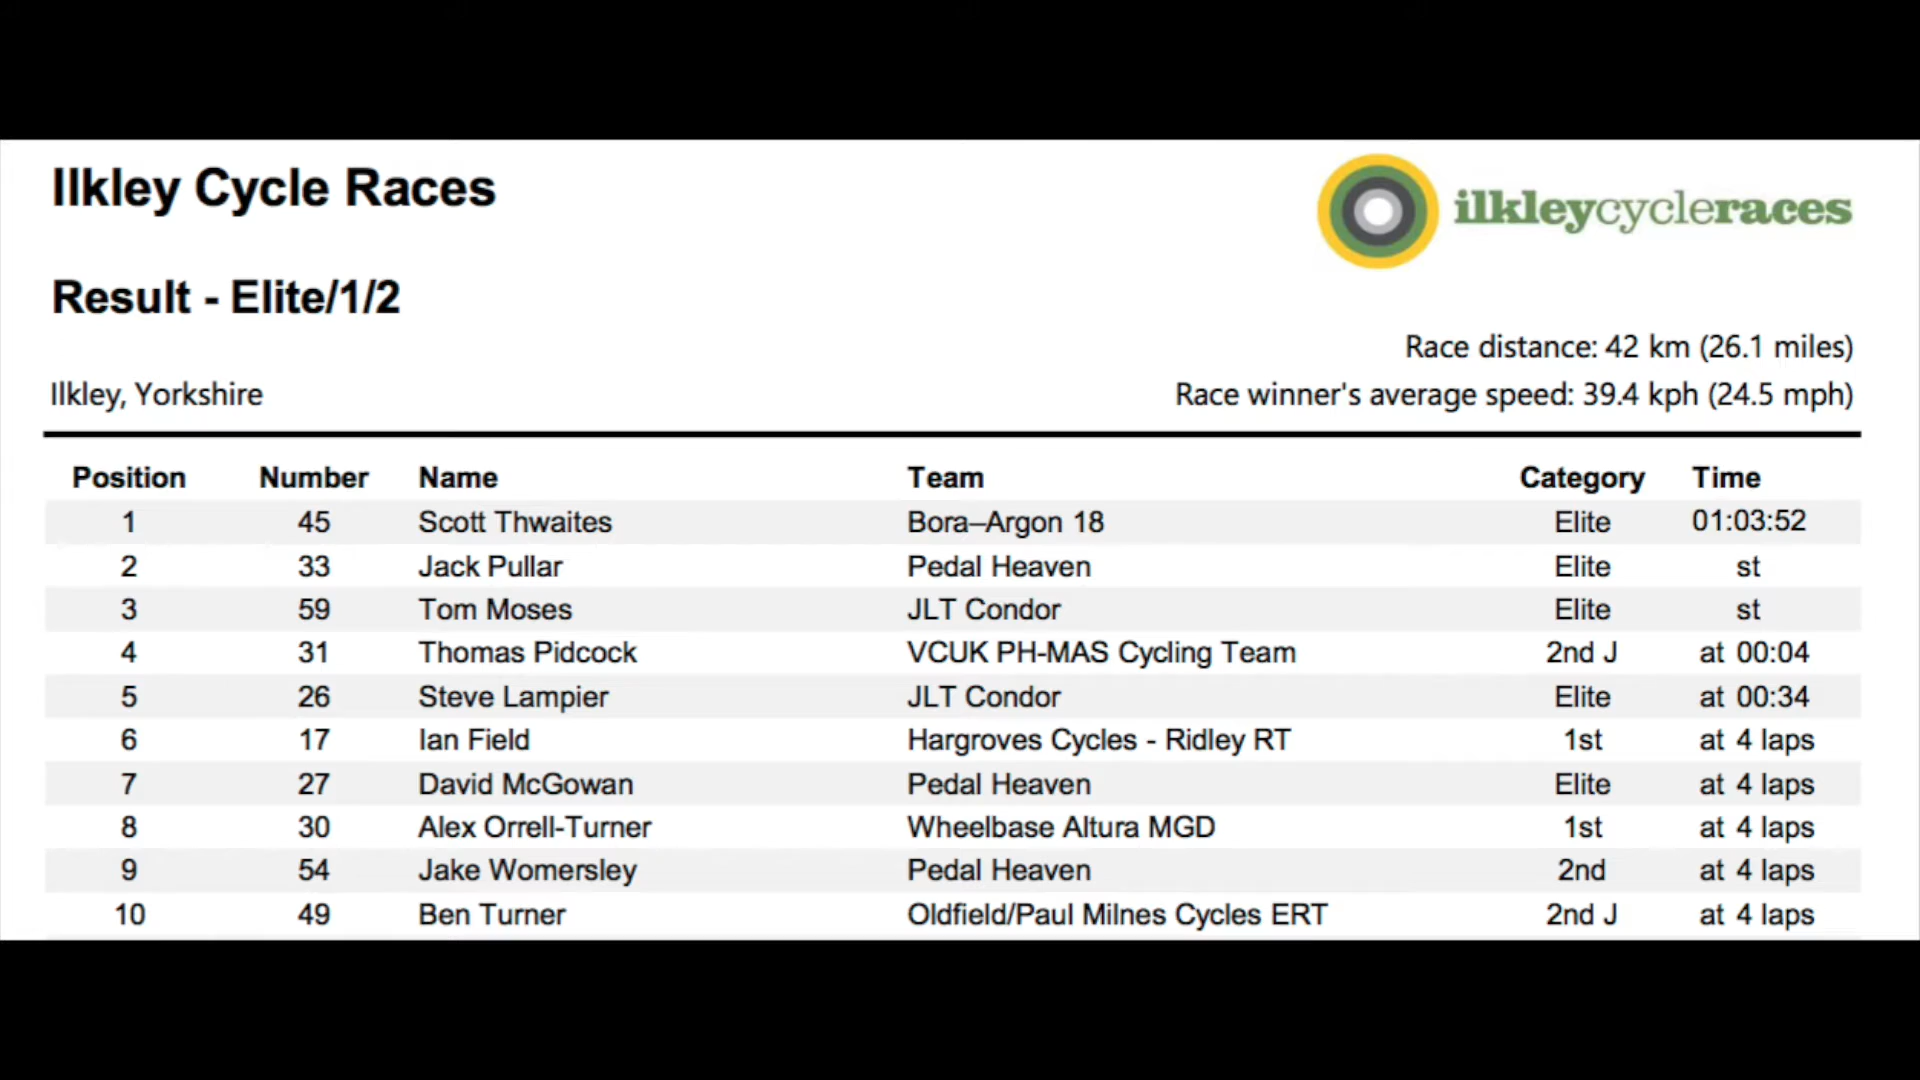 Ilkley Cycle Races
ilkleycycleraces
Result - Elite/1/2
Race distance: 42 km (26.1 miles)
Ilkley, Yorkshire
Race winner's average speed: 39.4 kph (24.5 mph)
Position Number Name Team Category Time
1 45 Scott Thwaites Bora–Argon 18 Elite 01:03:52
2 33 Jack Pullar Pedal Heaven Elite st
3 59 Tom Moses JLT Condor Elite st
4 31 Thomas Pidcock VCUK PH-MAS Cycling Team 2nd J at 00:04
5 26 Steve Lampier JLT Condor Elite at 00:34
6 17 Ian Field Hargroves Cycles - Ridley RT 1st at 4 laps
7 27 David McGowan Pedal Heaven Elite at 4 laps
8 30 Alex Orrell-Turner Wheelbase Altura MGD 1st at 4 laps
9 54 Jake Womersley Pedal Heaven 2nd at 4 laps
10 49 Ben Turner Oldfield/Paul Milnes Cycles ERT 2nd J at 4 laps